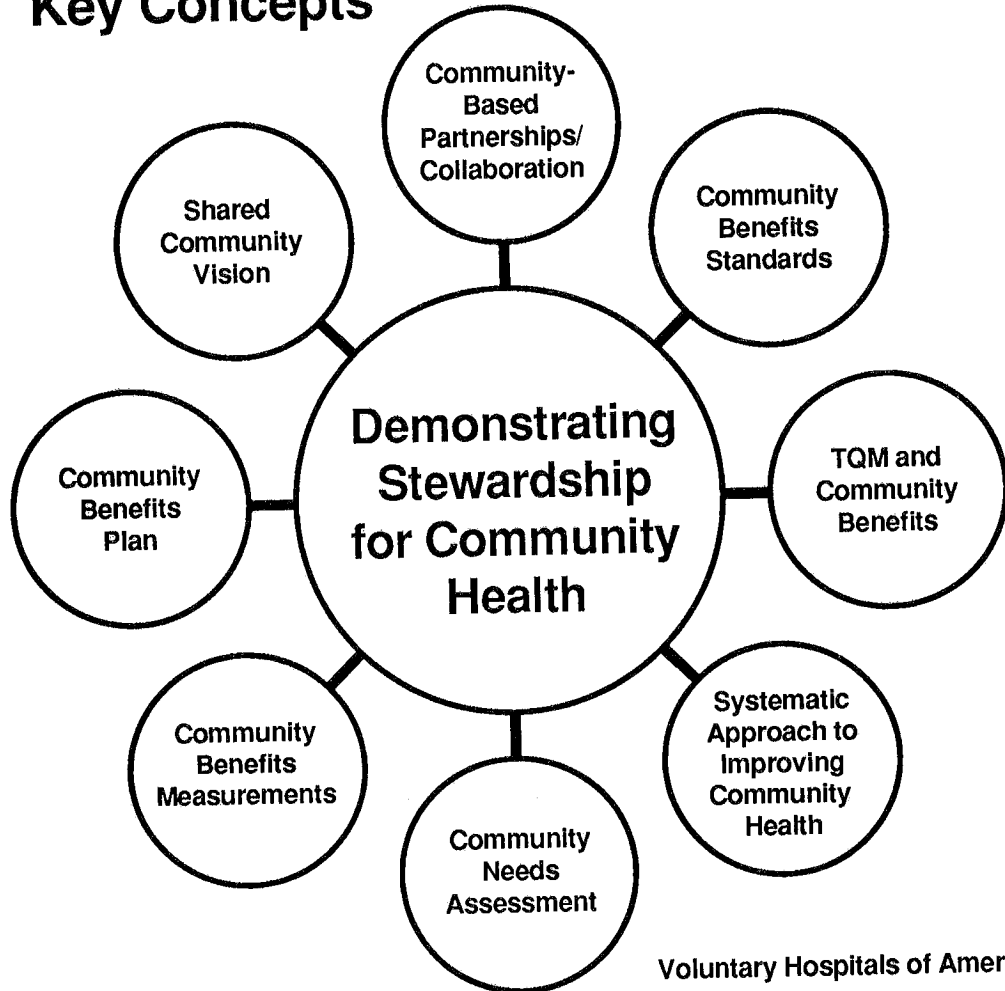 Key Concepts
Community-
Based
Partnerships/
Collaboration
Community
Benefits
Standards
TQM and
Community
Benefits
Systematic
Approach to
Improving
Community
Health
Community
Needs
Assessment
Community
Benefits
Measurements
Community
Benefits
Plan
Shared
Community
Vision
Demonstrating
Stewardship
for Community
Health
Voluntary Hospitals of Amer